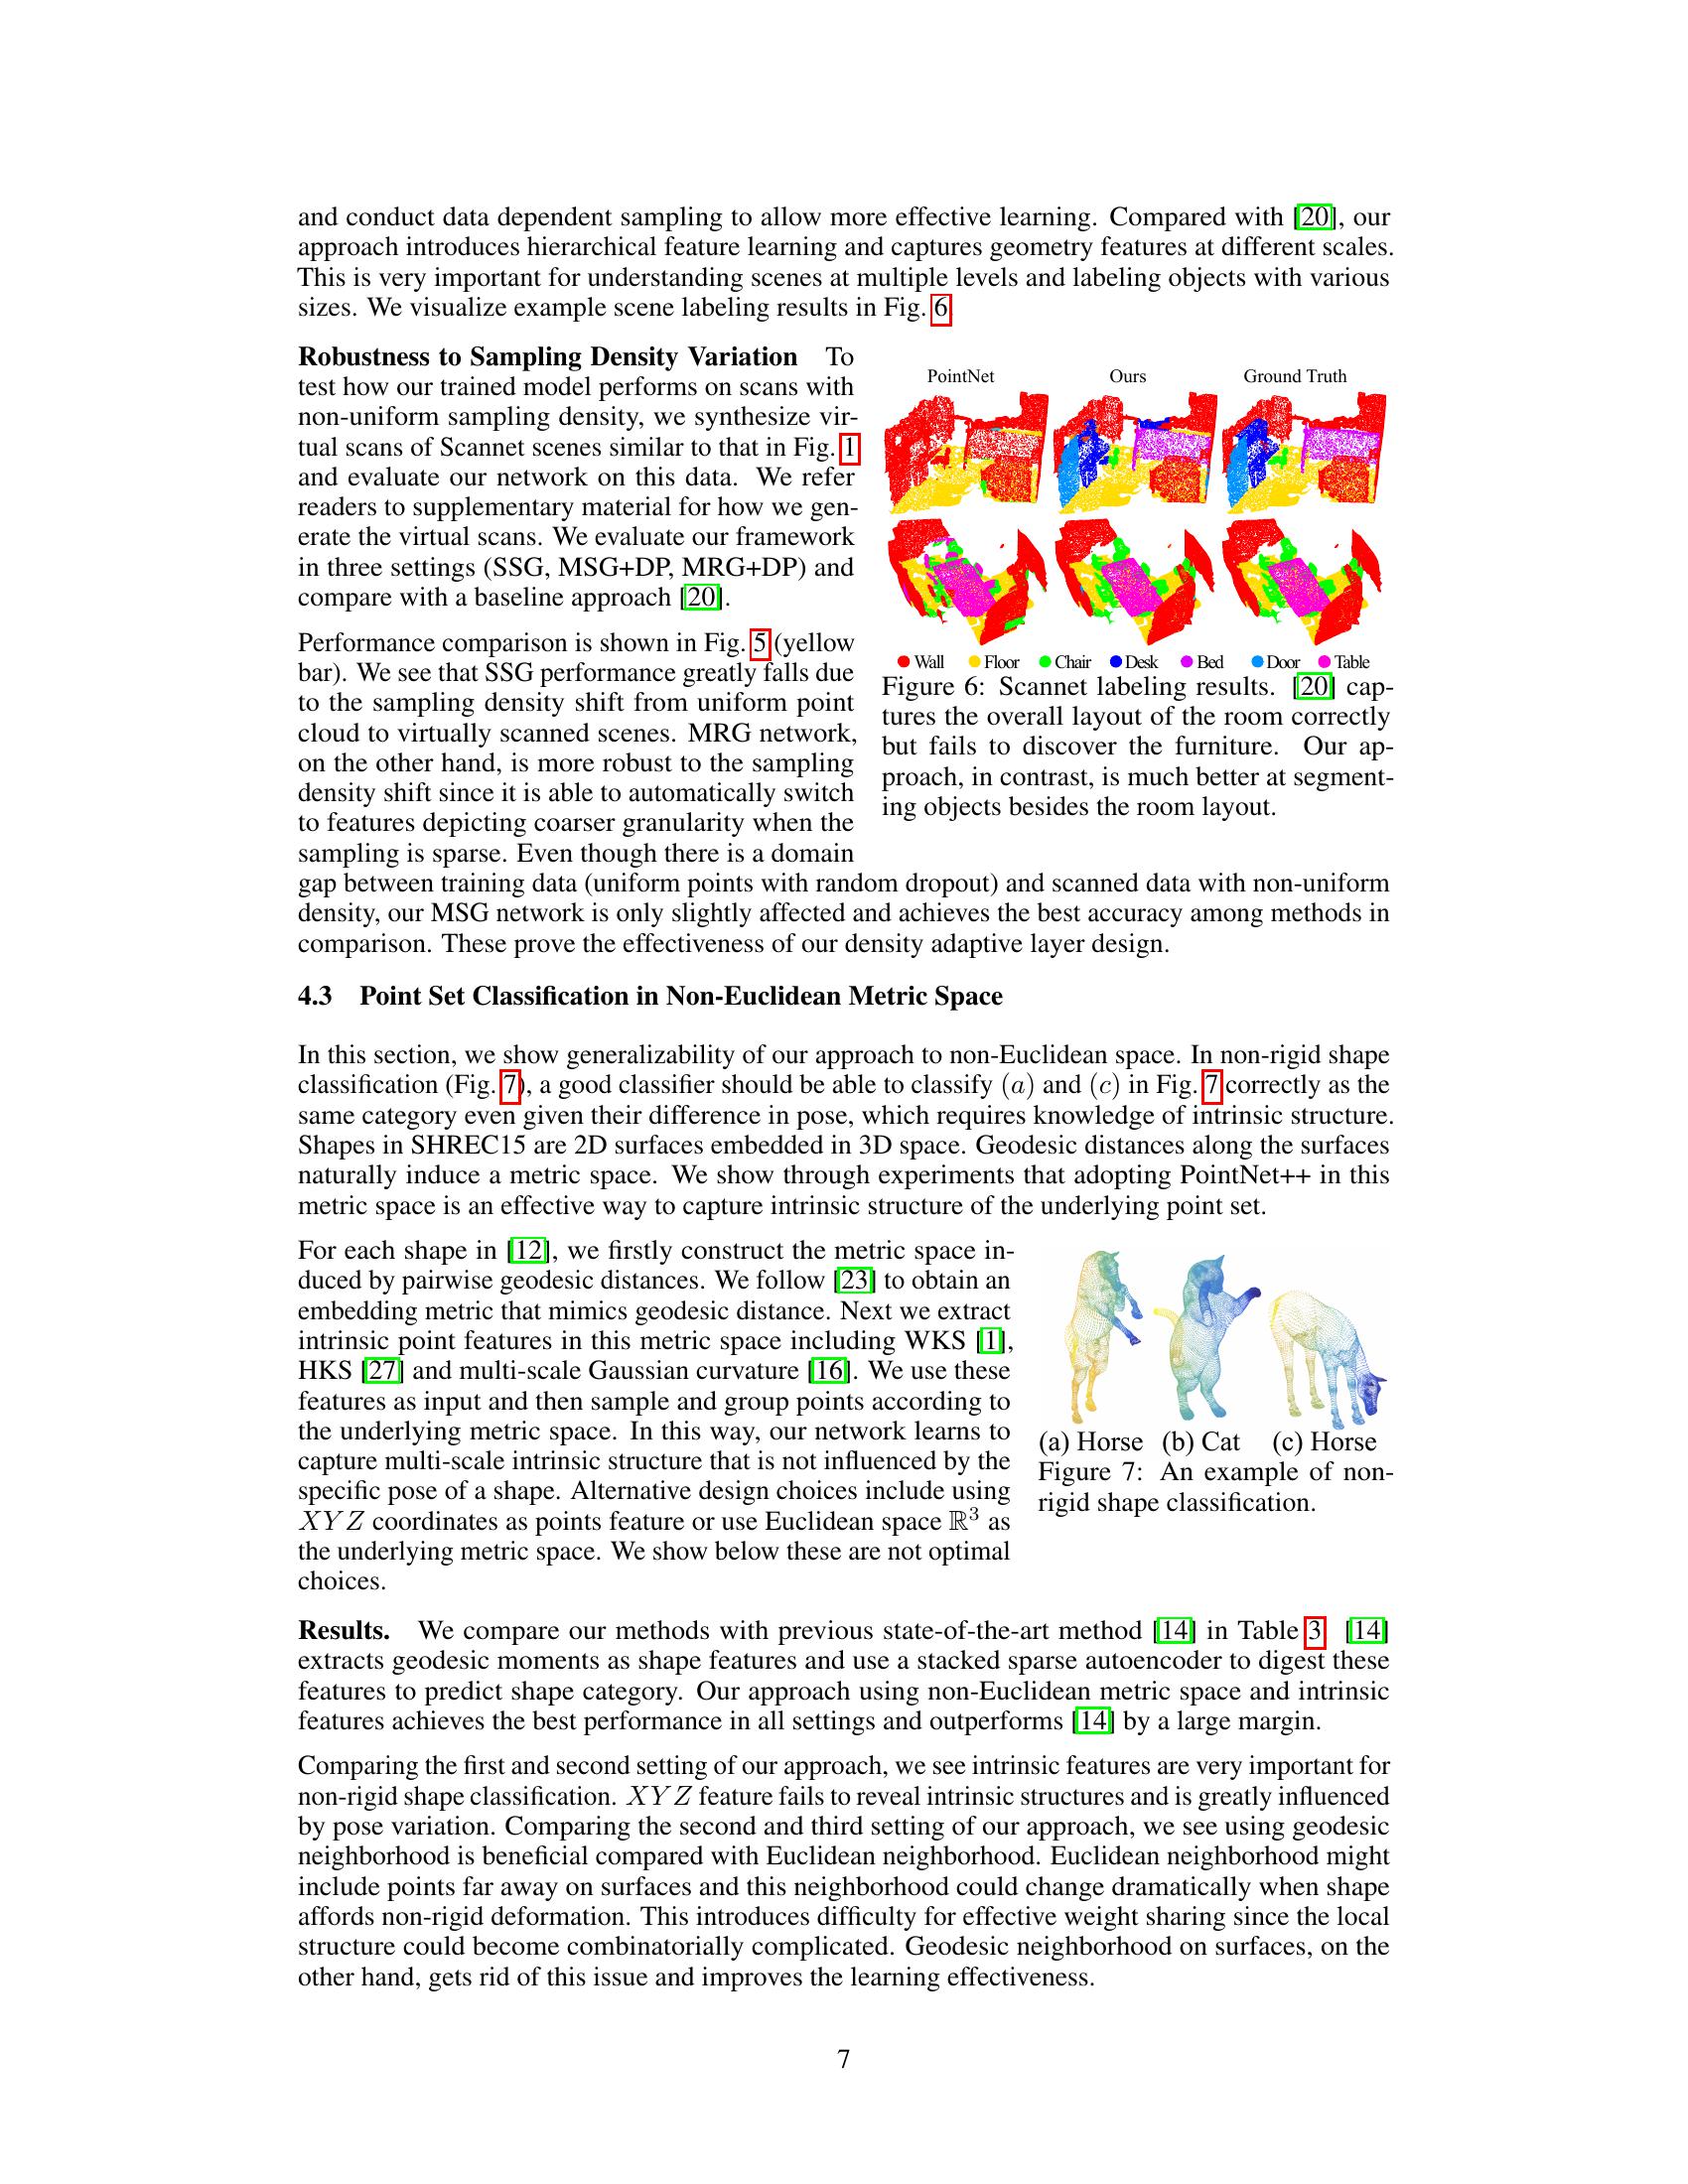 and conduct data dependent sampling to allow more effective learning. Compared with [20], our
approach introduces hierarchical feature learning and captures geometry features at different scales.
This is very important for understanding scenes at multiple levels and labeling objects with various
sizes. We visualize example scene labeling results in Fig. 6.
Robustness to Sampling Density Variation To
test how our trained model performs on scans with
non-uniform sampling density, we synthesize vir-
tual scans of Scannet scenes similar to that in Fig. 1
and evaluate our network on this data. We refer
readers to supplementary material for how we gen-
erate the virtual scans. We evaluate our framework
in three settings (SSG, MSG+DP, MRG+DP) and
compare with a baseline approach [20].
Performance comparison is shown in Fig. 5 (yellow
bar). We see that SSG performance greatly falls due
to the sampling density shift from uniform point
cloud to virtually scanned scenes. MRG network,
on the other hand, is more robust to the sampling
density shift since it is able to automatically switch
to features depicting coarser granularity when the
sampling is sparse. Even though there is a domain
gap between training data (uniform points with random dropout) and scanned data with non-uniform
density, our MSG network is only slightly affected and achieves the best accuracy among methods in
comparison. These prove the effectiveness of our density adaptive layer design.
PointNet Ours Ground Truth
Wall Floor Chair Desk Bed Door Table
Figure 6: Scannet labeling results. [20] cap-
tures the overall layout of the room correctly
but fails to discover the furniture. Our ap-
proach, in contrast, is much better at segment-
ing objects besides the room layout.
4.3 Point Set Classification in Non-Euclidean Metric Space
In this section, we show generalizability of our approach to non-Euclidean space. In non-rigid shape
classification (Fig. 7), a good classifier should be able to classify (a) and (c) in Fig. 7 correctly as the
same category even given their difference in pose, which requires knowledge of intrinsic structure.
Shapes in SHREC15 are 2D surfaces embedded in 3D space. Geodesic distances along the surfaces
naturally induce a metric space. We show through experiments that adopting PointNet++ in this
metric space is an effective way to capture intrinsic structure of the underlying point set.
For each shape in [12], we firstly construct the metric space in-
duced by pairwise geodesic distances. We follow [23] to obtain an
embedding metric that mimics geodesic distance. Next we extract
intrinsic point features in this metric space including WKS [1],
HKS [27] and multi-scale Gaussian curvature [16]. We use these
features as input and then sample and group points according to
the underlying metric space. In this way, our network learns to
capture multi-scale intrinsic structure that is not influenced by the
specific pose of a shape. Alternative design choices include using
XYZ coordinates as points feature or use Euclidean space ℝ³ as
the underlying metric space. We show below these are not optimal
choices.
(a) Horse (b) Cat (c) Horse
Figure 7: An example of non-
rigid shape classification.
Results. We compare our methods with previous state-of-the-art method [14] in Table 3. [14]
extracts geodesic moments as shape features and use a stacked sparse autoencoder to digest these
features to predict shape category. Our approach using non-Euclidean metric space and intrinsic
features achieves the best performance in all settings and outperforms [14] by a large margin.
Comparing the first and second setting of our approach, we see intrinsic features are very important for
non-rigid shape classification. XYZ feature fails to reveal intrinsic structures and is greatly influenced
by pose variation. Comparing the second and third setting of our approach, we see using geodesic
neighborhood is beneficial compared with Euclidean neighborhood. Euclidean neighborhood might
include points far away on surfaces and this neighborhood could change dramatically when shape
affords non-rigid deformation. This introduces difficulty for effective weight sharing since the local
structure could become combinatorially complicated. Geodesic neighborhood on surfaces, on the
other hand, gets rid of this issue and improves the learning effectiveness.
7